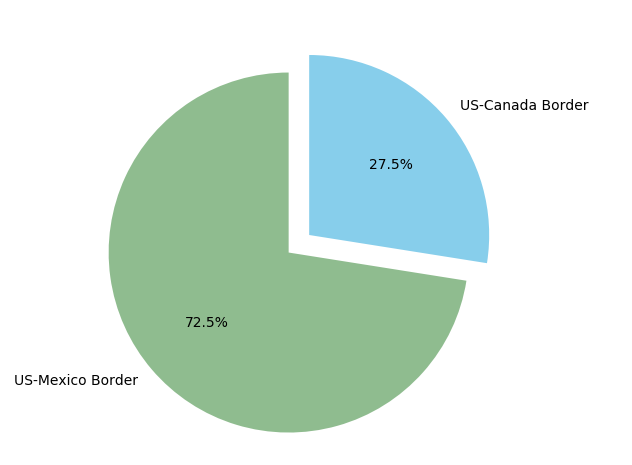 US-Canada Border
27.5%
72.5%
US-Mexico Border